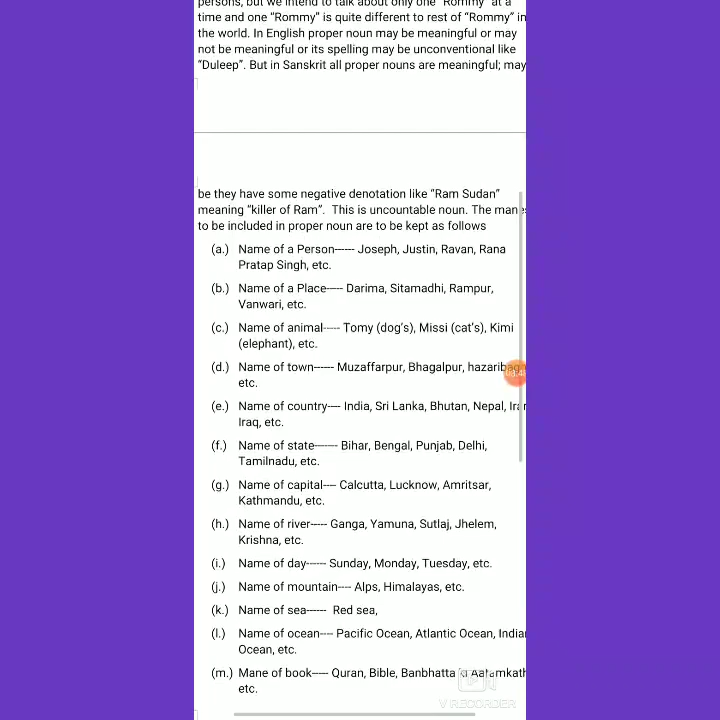 persons, but we intend to talk about only one "Rommy" at a
time and one "Rommy" is quite different to rest of "Rommy" in
the world. In English proper noun may be meaningful or may
not be meaningful or its spelling may be unconventional like
"Duleep". But in Sanskrit all proper nouns are meaningful; may
be they have some negative denotation like "Ram Sudan"
meaning "killer of Ram". This is uncountable noun. The manes
to be included in proper noun are to be kept as follows
(a.) Name of a Person------ Joseph, Justin, Ravan, Rana
Pratap Singh, etc.
(b.) Name of a Place----- Darima, Sitamadhi, Rampur,
Vanwari, etc.
(c.) Name of animal----- Tomy (dog's), Missi (cat's), Kimi
(elephant), etc.
(d.) Name of town------ Muzaffarpur, Bhagalpur, hazaribag
etc.
(e.) Name of country---- India, Sri Lanka, Bhutan, Nepal, Iran
Iraq, etc.
(f.) Name of state------- Bihar, Bengal, Punjab, Delhi,
Tamilnadu, etc.
(g.) Name of capital---- Calcutta, Lucknow, Amritsar,
Kathmandu, etc.
(h.) Name of river----- Ganga, Yamuna, Sutlaj, Jhelem,
Krishna, etc.
(i.) Name of day------ Sunday, Monday, Tuesday, etc.
(j.) Name of mountain---- Alps, Himalayas, etc.
(k.) Name of sea------ Red sea,
(l.) Name of ocean---- Pacific Ocean, Atlantic Ocean, Indian
Ocean, etc.
(m.) Mane of book----- Quran, Bible, Banbhatta
etc.
V RECORDER